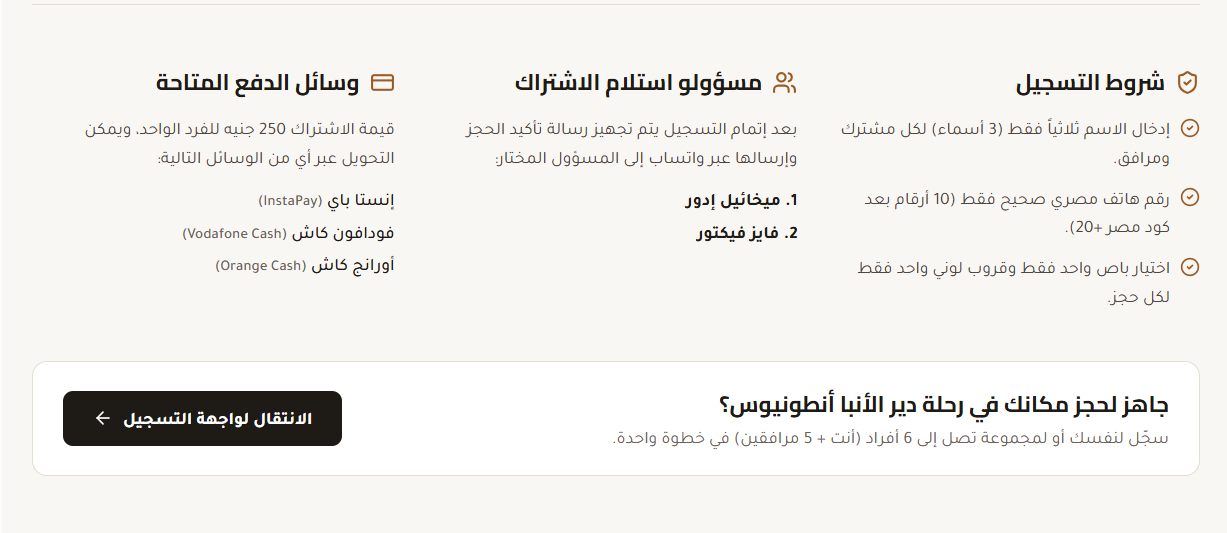 شروط التسجيل
إدخال الاسم ثلاثياً فقط (3 أسماء) لكل مشترك
ومرافق.
رقم هاتف مصري صحيح فقط (10 أرقام بعد
كود مصر +20).
اختيار باص واحد فقط وقروب لوني واحد فقط
لكل حجز.
مسؤولو استلام الاشتراك
بعد إتمام التسجيل يتم تجهيز رسالة تأكيد الحجز
وإرسالها عبر واتساب إلى المسؤول المختار:
1. ميخائيل إدور
2. فايز فيكتور
وسائل الدفع المتاحة
قيمة الاشتراك 250 جنيه للفرد الواحد، ويمكن
التحويل عبر أي من الوسائل التالية:
إنستا باي (InstaPay)
فودافون كاش (Vodafone Cash)
أورانج كاش (Orange Cash)
جاهز لحجز مكانك في رحلة دير الأنبا أنطونيوس؟
سجّل لنفسك أو لمجموعة تصل إلى 6 أفراد (أنت + 5 مرافقين) في خطوة واحدة.
الانتقال لواجهة التسجيل ←